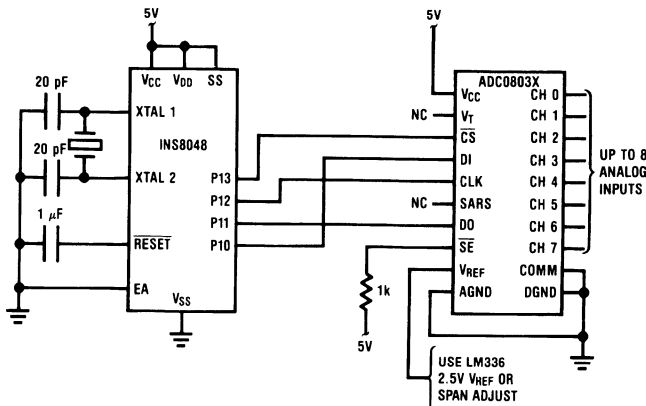 5V
20 pF
20 pF
1 µF
VCC
VDD
SS
XTAL 1
INS8048
XTAL 2
RESET
EA
VSS
P13
P12
P11
P10
5V
ADC0803X
VCC
NC
VT
CS
DI
CLK
NC
SARS
DO
SE
VREF
AGND
CH 0
CH 1
CH 2
CH 3
CH 4
CH 5
CH 6
CH 7
COMM
DGND
UP TO 8
ANALOG
INPUTS
1k
5V
USE LM336
2.5V VREF OR
SPAN ADJUST